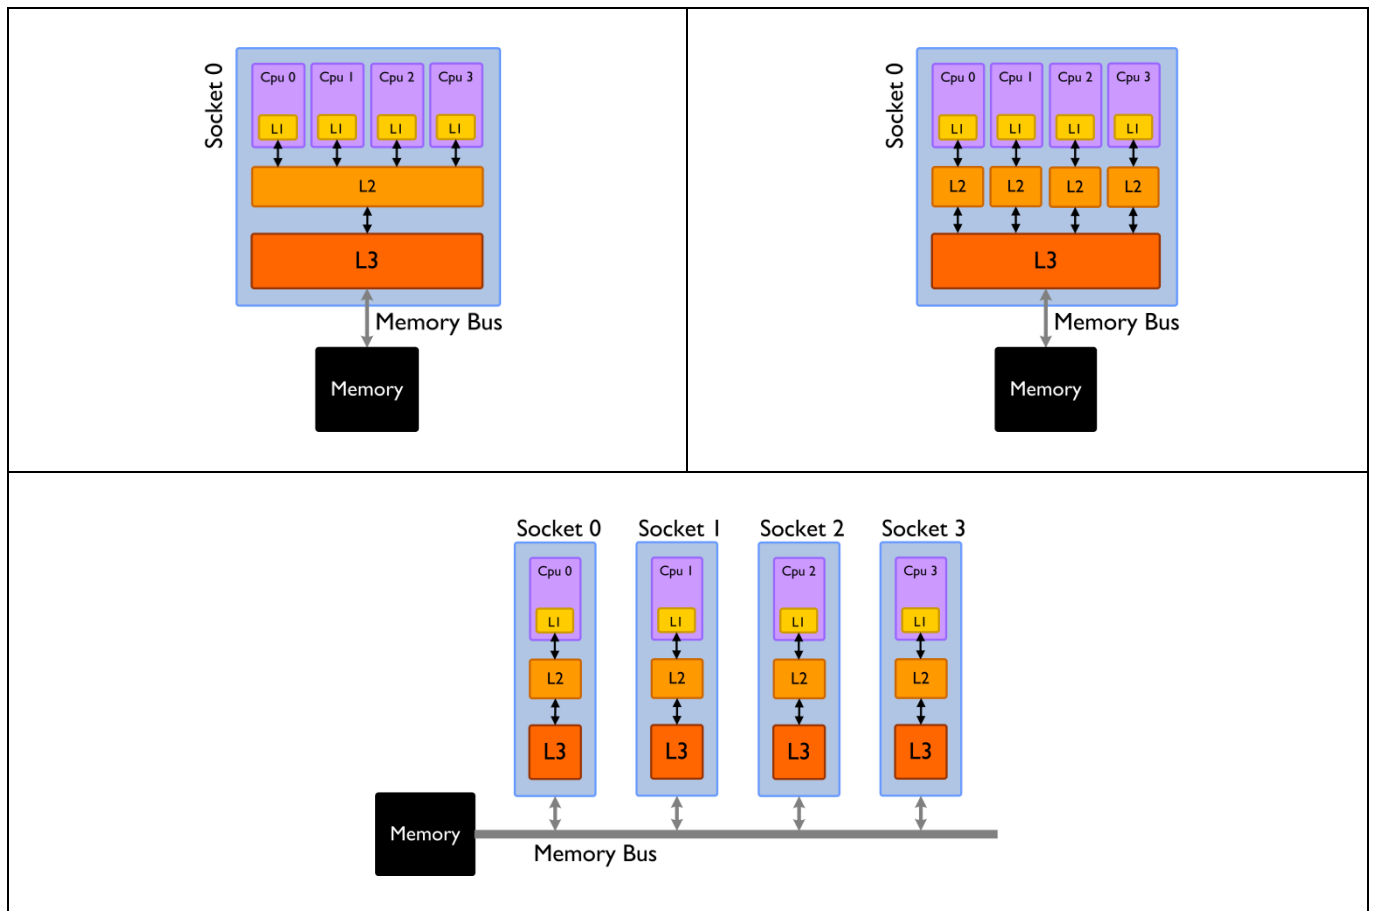 Socket 0
Cpu 0 Cpu 1 Cpu 2 Cpu 3
L1 L1 L1 L1
L2
L3
Memory Bus
Memory
Socket 0
Cpu 0 Cpu 1 Cpu 2 Cpu 3
L1 L1 L1 L1
L2 L2 L2 L2
L3
Memory Bus
Memory
Socket 0 Socket 1 Socket 2 Socket 3
Cpu 0 Cpu 1 Cpu 2 Cpu 3
L1 L1 L1 L1
L2 L2 L2 L2
L3 L3 L3 L3
Memory
Memory Bus